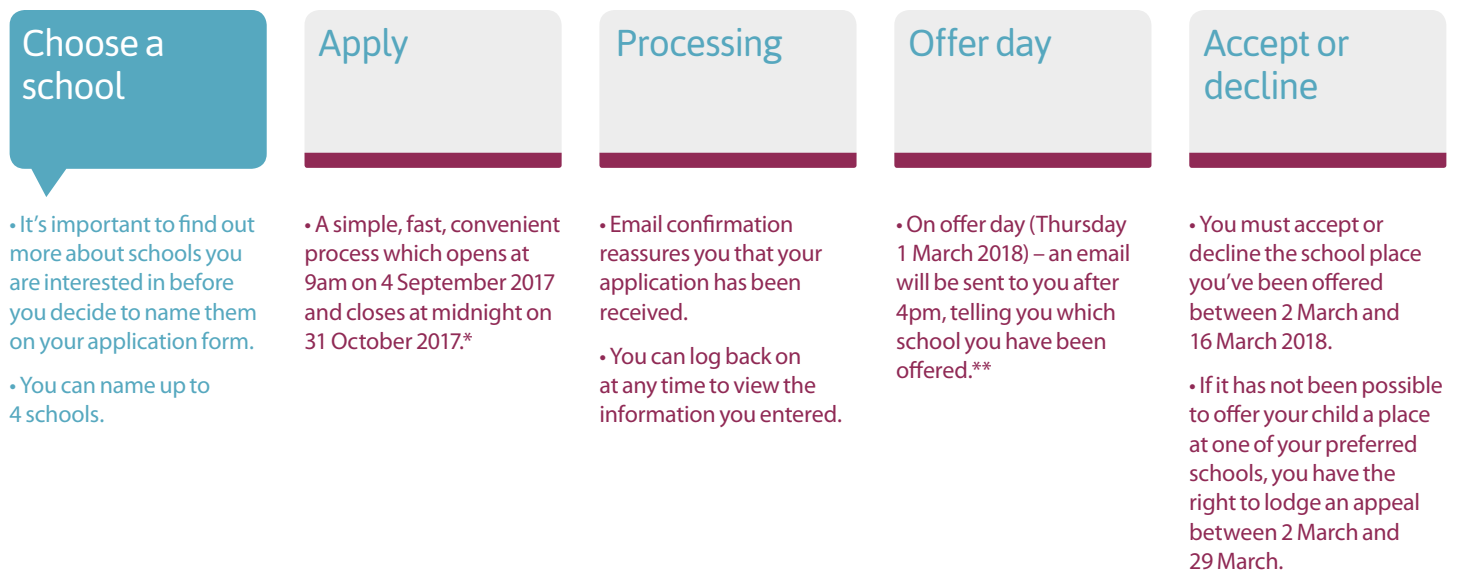 Choose a
school
• It’s important to find out
more about schools you
are interested in before
you decide to name them
on your application form.
• You can name up to
4 schools.
Apply
• A simple, fast, convenient
process which opens at
9am on 4 September 2017
and closes at midnight on
31 October 2017.*
Processing
• Email confirmation
reassures you that your
application has been
received.
• You can log back on
at any time to view the
information you entered.
Offer day
• On offer day (Thursday
1 March 2018) – an email
will be sent to you after
4pm, telling you which
school you have been
offered.**
Accept or
decline
• You must accept or
decline the school place
you’ve been offered
between 2 March and
16 March 2018.
• If it has not been possible
to offer your child a place
at one of your preferred
schools, you have the
right to lodge an appeal
between 2 March and
29 March.